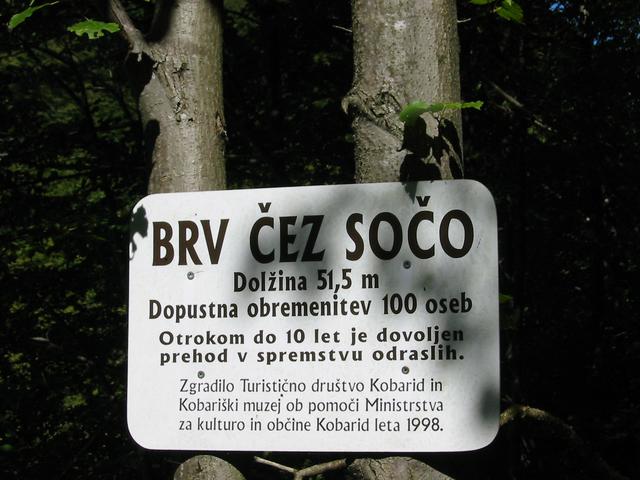 BRV ČEZ SOČO
Dolžina 51,5 m
Dopustna obremenitev 100 oseb
Otrokom do 10 let je dovoljen
prehod v spremstvu odraslih.
Zgradilo Turistično društvo Kobarid in
Kobariški muzej ob pomoči Ministrstva
za kulturo in občine Kobarid leta 1998.